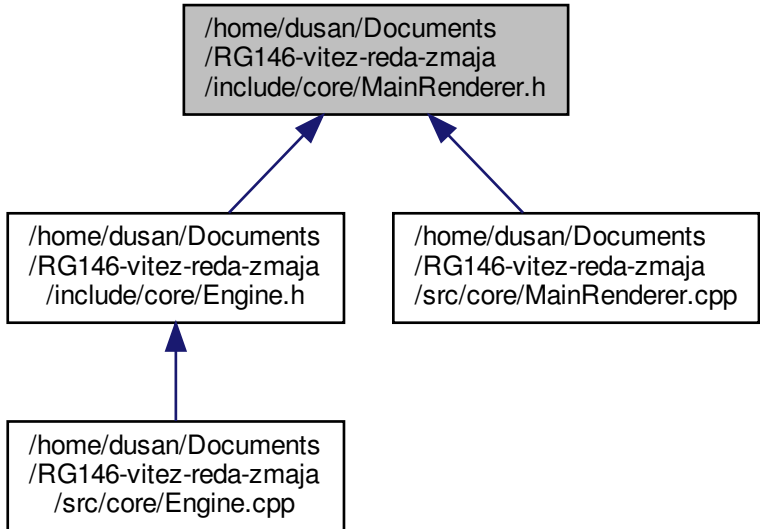 /home/dusan/Documents
/RG146-vitez-reda-zmaja
/include/core/MainRenderer.h
/home/dusan/Documents
/RG146-vitez-reda-zmaja
/include/core/Engine.h
/home/dusan/Documents
/RG146-vitez-reda-zmaja
/src/core/MainRenderer.cpp
/home/dusan/Documents
/RG146-vitez-reda-zmaja
/src/core/Engine.cpp